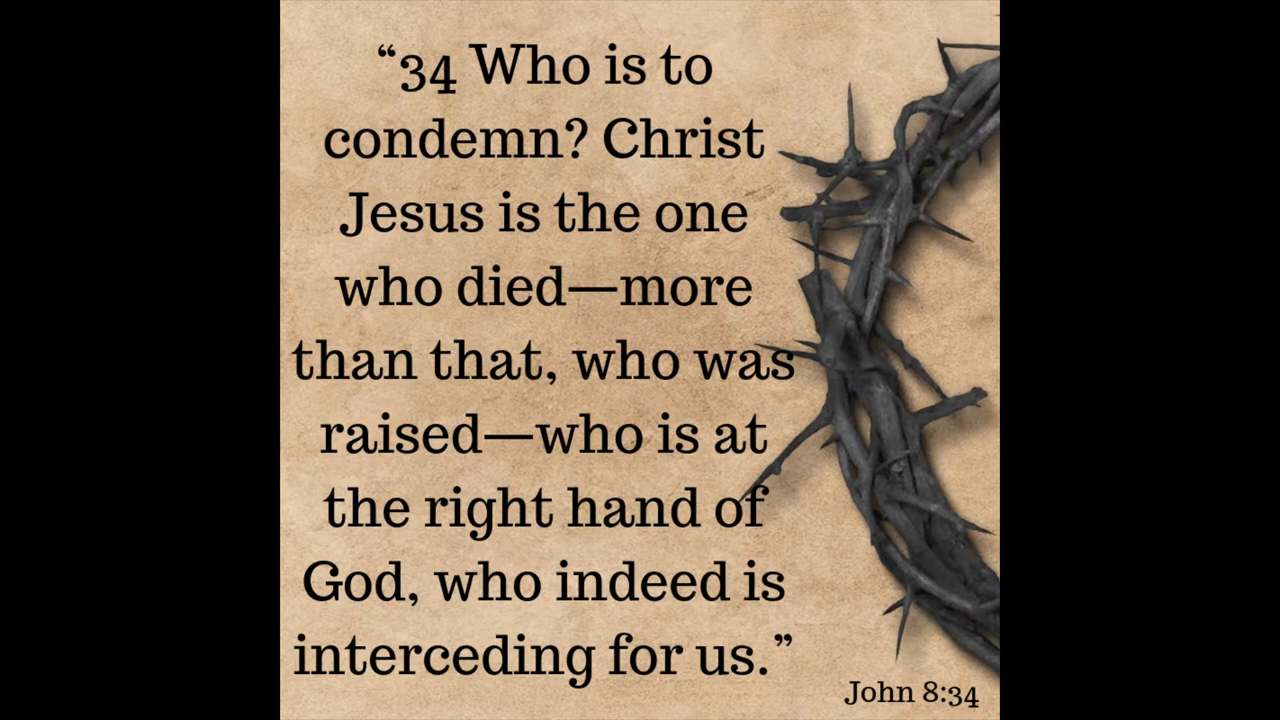 “34 Who is to
condemn? Christ
Jesus is the one
who died—more
than that, who was
raised—who is at
the right hand of
God, who indeed is
interceding for us.”
John 8:34